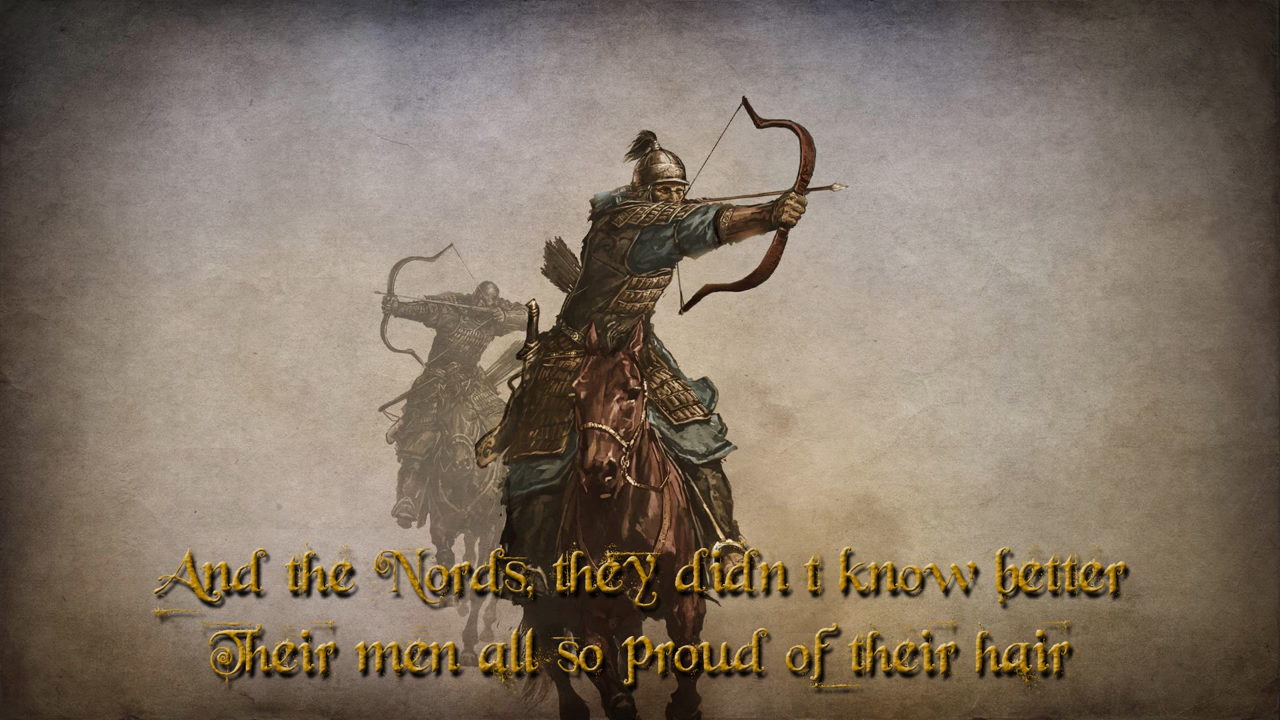 And the Nords, they didn t know better
Their men all so proud of their hair